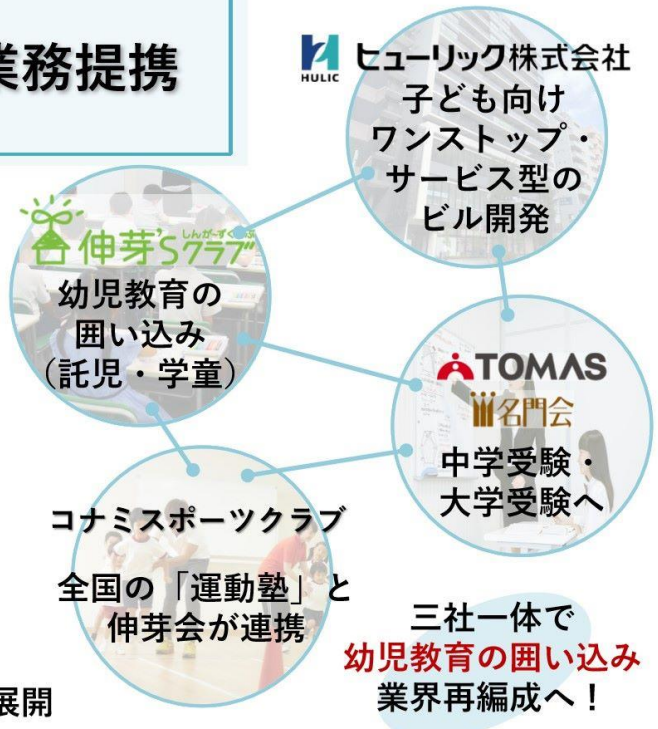 業務提携
HULIC
ヒューリック株式会社
子ども向け
ワンストップ・
サービス型の
ビル開発
しんが~ずくらぶ
伸芽'Sクラブ
幼児教育の
囲い込み
(託児・学童)
TOMAS
名門会
中学受験・
大学受験へ
コナミスポーツクラブ
全国の「運動塾」と
伸芽会が連携
三社一体で
幼児教育の囲い込み
業界再編成へ!
展開